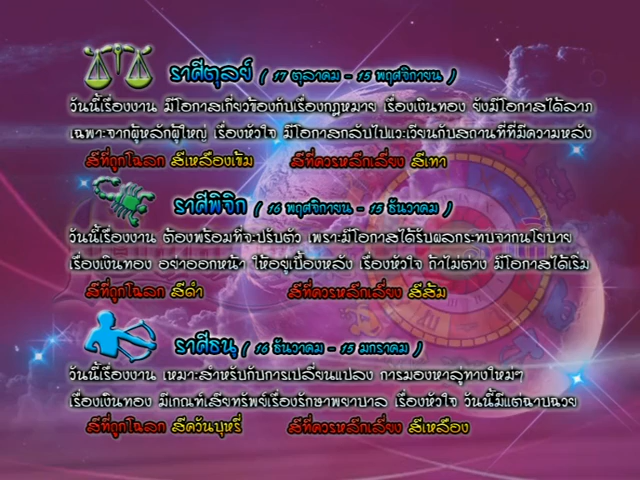 ราศีตุลย์ ( 17 ตุลาคม - 15 พฤศจิกายน )
วันนี้เรื่องงาน มีโอกาสเกี่ยวข้องกับเรื่องกฎหมาย เรื่องเงินทอง ยังมีโอกาสได้ลาภ
เฉพาะจากผู้หลักผู้ใหญ่ เรื่องหัวใจ มีโอกาสกลับไปแวะเวียนกับสถานที่ที่มีความหลัง
สีที่ถูกโฉลก สีเหลืองเข้ม สีที่ควรหลีกเลี่ยง สีเทา
ราศีพิจิก ( 16 พฤศจิกายน - 15 ธันวาคม )
วันนี้เรื่องงาน ต้องพร้อมที่จะปรับตัว เพราะมีโอกาสได้รับผลกระทบจากนโยบาย
เรื่องเงินทอง อย่าออกหน้า ให้อยู่เบื้องหลัง เรื่องหัวใจ ถ้าไม่ต่าง มีโอกาสได้เริ่ม
สีที่ถูกโฉลก สีดำ สีที่ควรหลีกเลี่ยง สีส้ม
ราศีธนู ( 16 ธันวาคม - 15 มกราคม )
วันนี้เรื่องงาน เหมาะสำหรับกับการเปลี่ยนแปลง การมองหาลู่ทางใหม่ๆ
เรื่องเงินทอง มีเกณฑ์เสียทรัพย์เรื่องรักษาพยาบาล เรื่องหัวใจ วันนี้มีแต่ฉาบฉวย
สีที่ถูกโฉลก สีควันบุหรี่ สีที่ควรหลีกเลี่ยง สีเหลือง